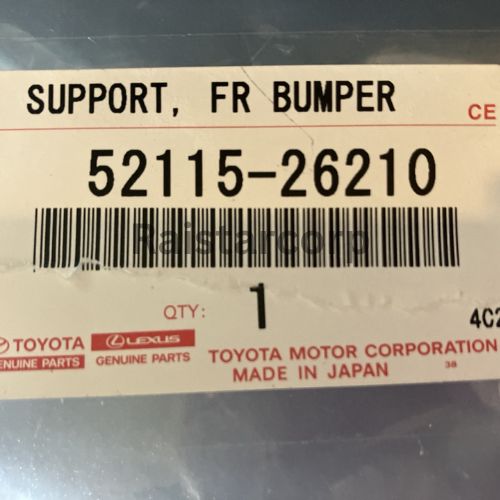 SUPPORT, FR BUMPER
CE
52115-26210
Raistarcorp
QTY: 1
4C2
TOYOTA
GENUINE PARTS
LEXUS
GENUINE PARTS
TOYOTA MOTOR CORPORATION
MADE IN JAPAN
38